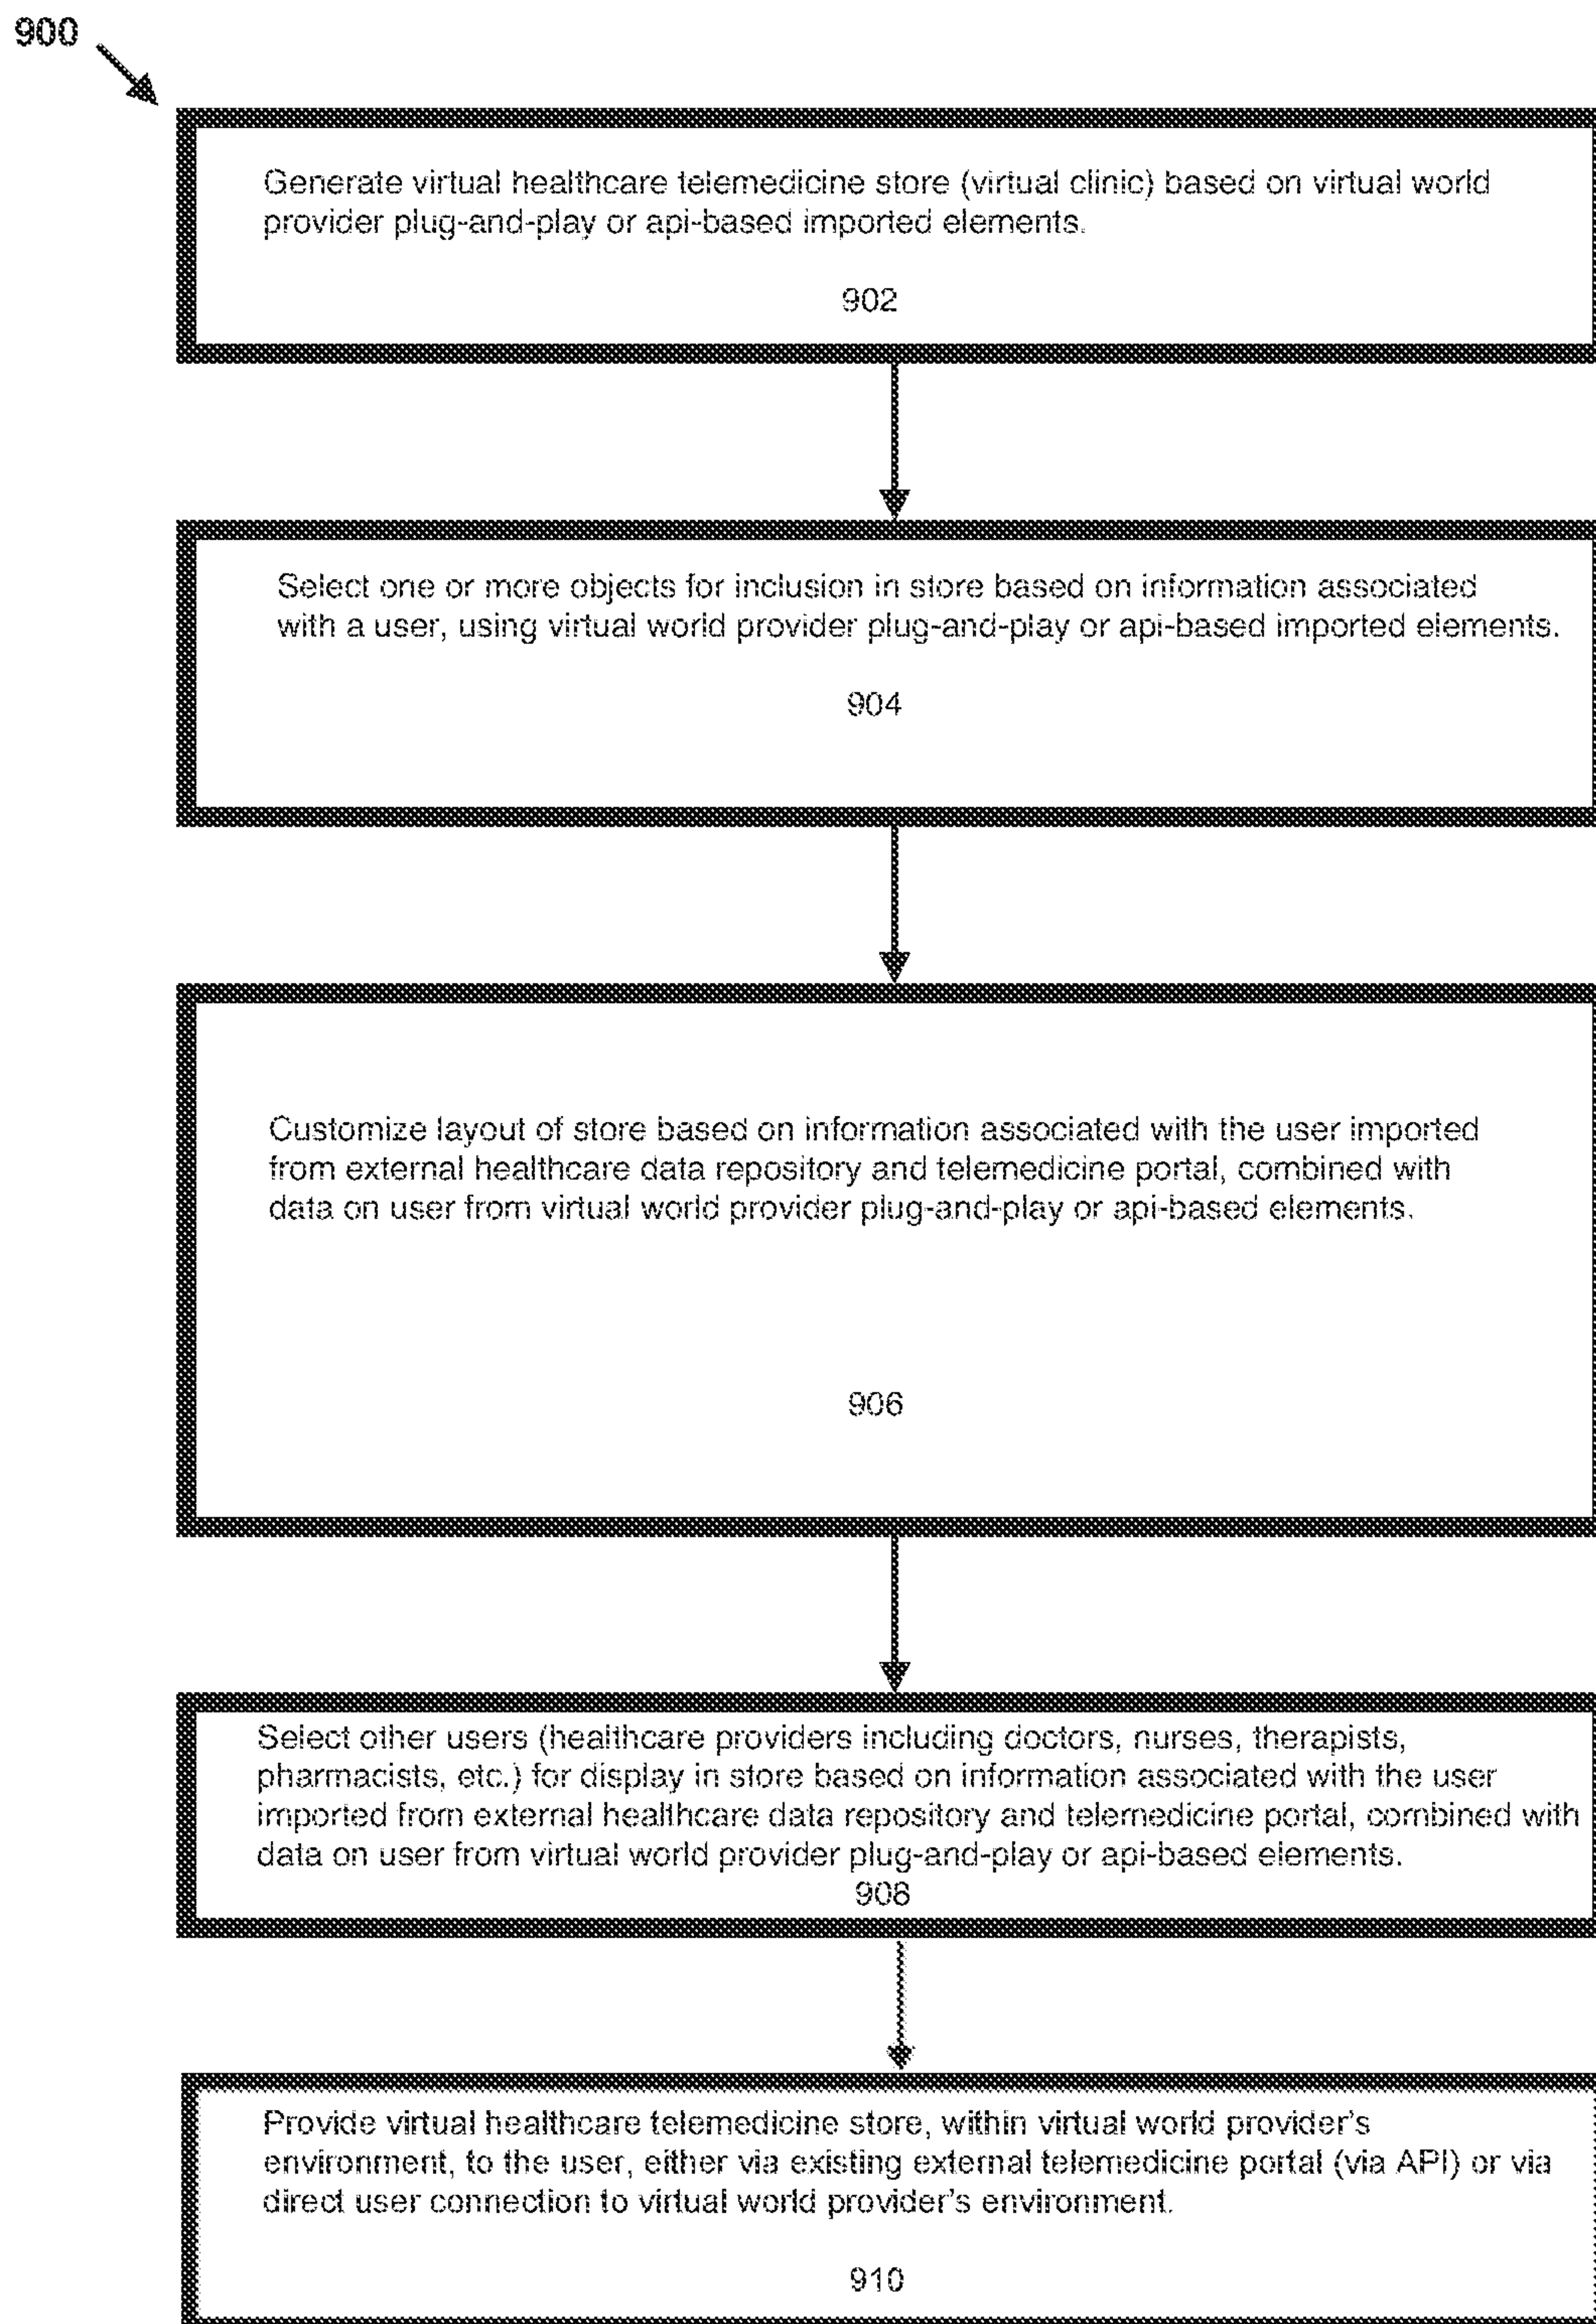 900
Generate virtual healthcare telemedicine store (virtual clinic) based on virtual world
provider plug-and-play or api-based imported elements.
902
Select one or more objects for inclusion in store based on information associated
with a user, using virtual world provider plug-and-play or api-based imported elements.
904
Customize layout of store based on information associated with the user imported
from external healthcare data repository and telemedicine portal, combined with
data on user from virtual world provider plug-and-play or api-based elements.
906
Select other users (healthcare providers including doctors, nurses, therapists,
pharmacists, etc.) for display in store based on information associated with the user
imported from external healthcare data repository and telemedicine portal, combined with
data on user from virtual world provider plug-and-play or api-based elements.
908
Provide virtual healthcare telemedicine store, within virtual world provider's
environment, to the user, either via existing external telemedicine portal (via API) or via
direct user connection to virtual world provider's environment.
910